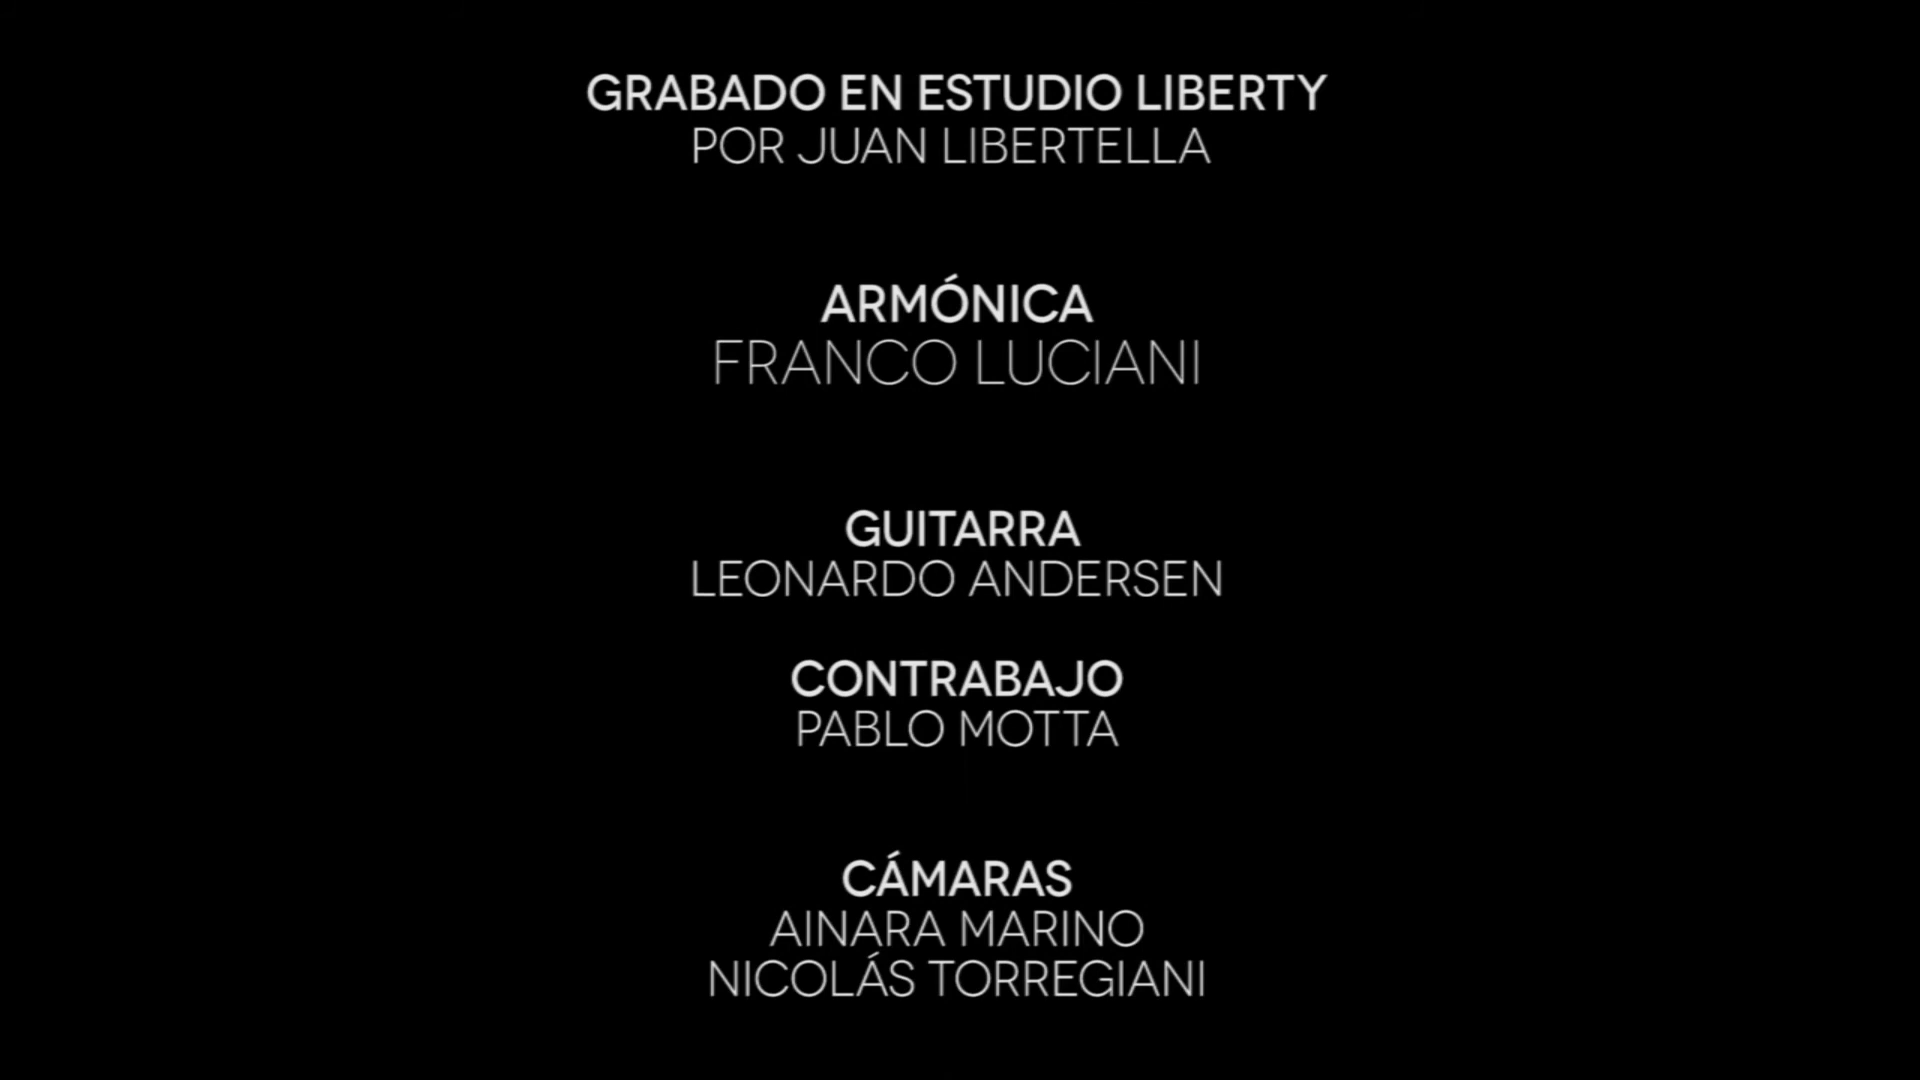 GRABADO EN ESTUDIO LIBERTY
POR JUAN LIBERTELLA
ARMÓNICA
FRANCO LUCIANI
GUITARRA
LEONARDO ANDERSEN
CONTRABAJO
PABLO MOTTA
CÁMARAS
AINARA MARINO
NICOLÁS TORREGIANI